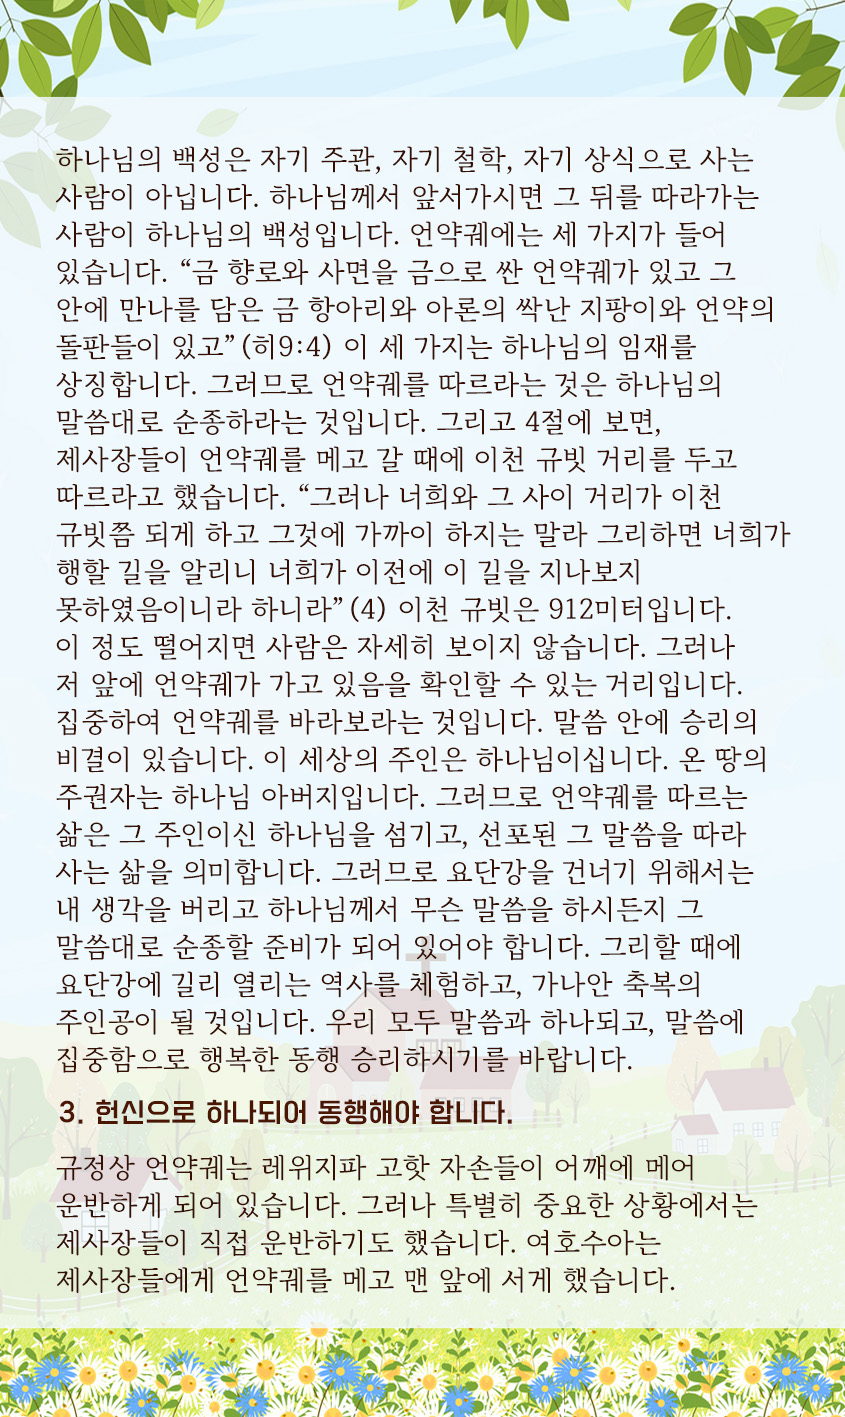 하나님의 백성은 자기 주관, 자기 철학, 자기 상식으로 사는
사람이 아닙니다. 하나님께서 앞서가시면 그 뒤를 따라가는
사람이 하나님의 백성입니다. 언약궤에는 세 가지가 들어
있습니다. “금 향로와 사면을 금으로 싼 언약궤가 있고 그
안에 만나를 담은 금 항아리와 아론의 싹난 지팡이와 언약의
돌판들이 있고”(히9:4) 이 세 가지는 하나님의 임재를
상징합니다. 그러므로 언약궤를 따르라는 것은 하나님의
말씀대로 순종하라는 것입니다. 그리고 4절에 보면,
제사장들이 언약궤를 메고 갈 때에 이천 규빗 거리를 두고
따르라고 했습니다. “그러나 너희와 그 사이 거리가 이천
규빗쯤 되게 하고 그것에 가까이 하지는 말라 그리하면 너희가
행할 길을 알리니 너희가 이전에 이 길을 지나보지
못하였음이니라 하니라”(4) 이천 규빗은 912미터입니다.
이 정도 떨어지면 사람은 자세히 보이지 않습니다. 그러나
저 앞에 언약궤가 가고 있음을 확인할 수 있는 거리입니다.
집중하여 언약궤를 바라보라는 것입니다. 말씀 안에 승리의
비결이 있습니다. 이 세상의 주인은 하나님이십니다. 온 땅의
주권자는 하나님 아버지입니다. 그러므로 언약궤를 따르는
삶은 그 주인이신 하나님을 섬기고, 선포된 그 말씀을 따라
사는 삶을 의미합니다. 그러므로 요단강을 건너기 위해서는
내 생각을 버리고 하나님께서 무슨 말씀을 하시든지 그
말씀대로 순종할 준비가 되어 있어야 합니다. 그리할 때에
요단강에 길리 열리는 역사를 체험하고, 가나안 축복의
주인공이 될 것입니다. 우리 모두 말씀과 하나되고, 말씀에
집중함으로 행복한 동행 승리하시기를 바랍니다.
3. 헌신으로 하나되어 동행해야 합니다.
규정상 언약궤는 레위지파 고핫 자손들이 어깨에 메어
운반하게 되어 있습니다. 그러나 특별히 중요한 상황에서는
제사장들이 직접 운반하기도 했습니다. 여호수아는
제사장들에게 언약궤를 메고 맨 앞에 서게 했습니다.